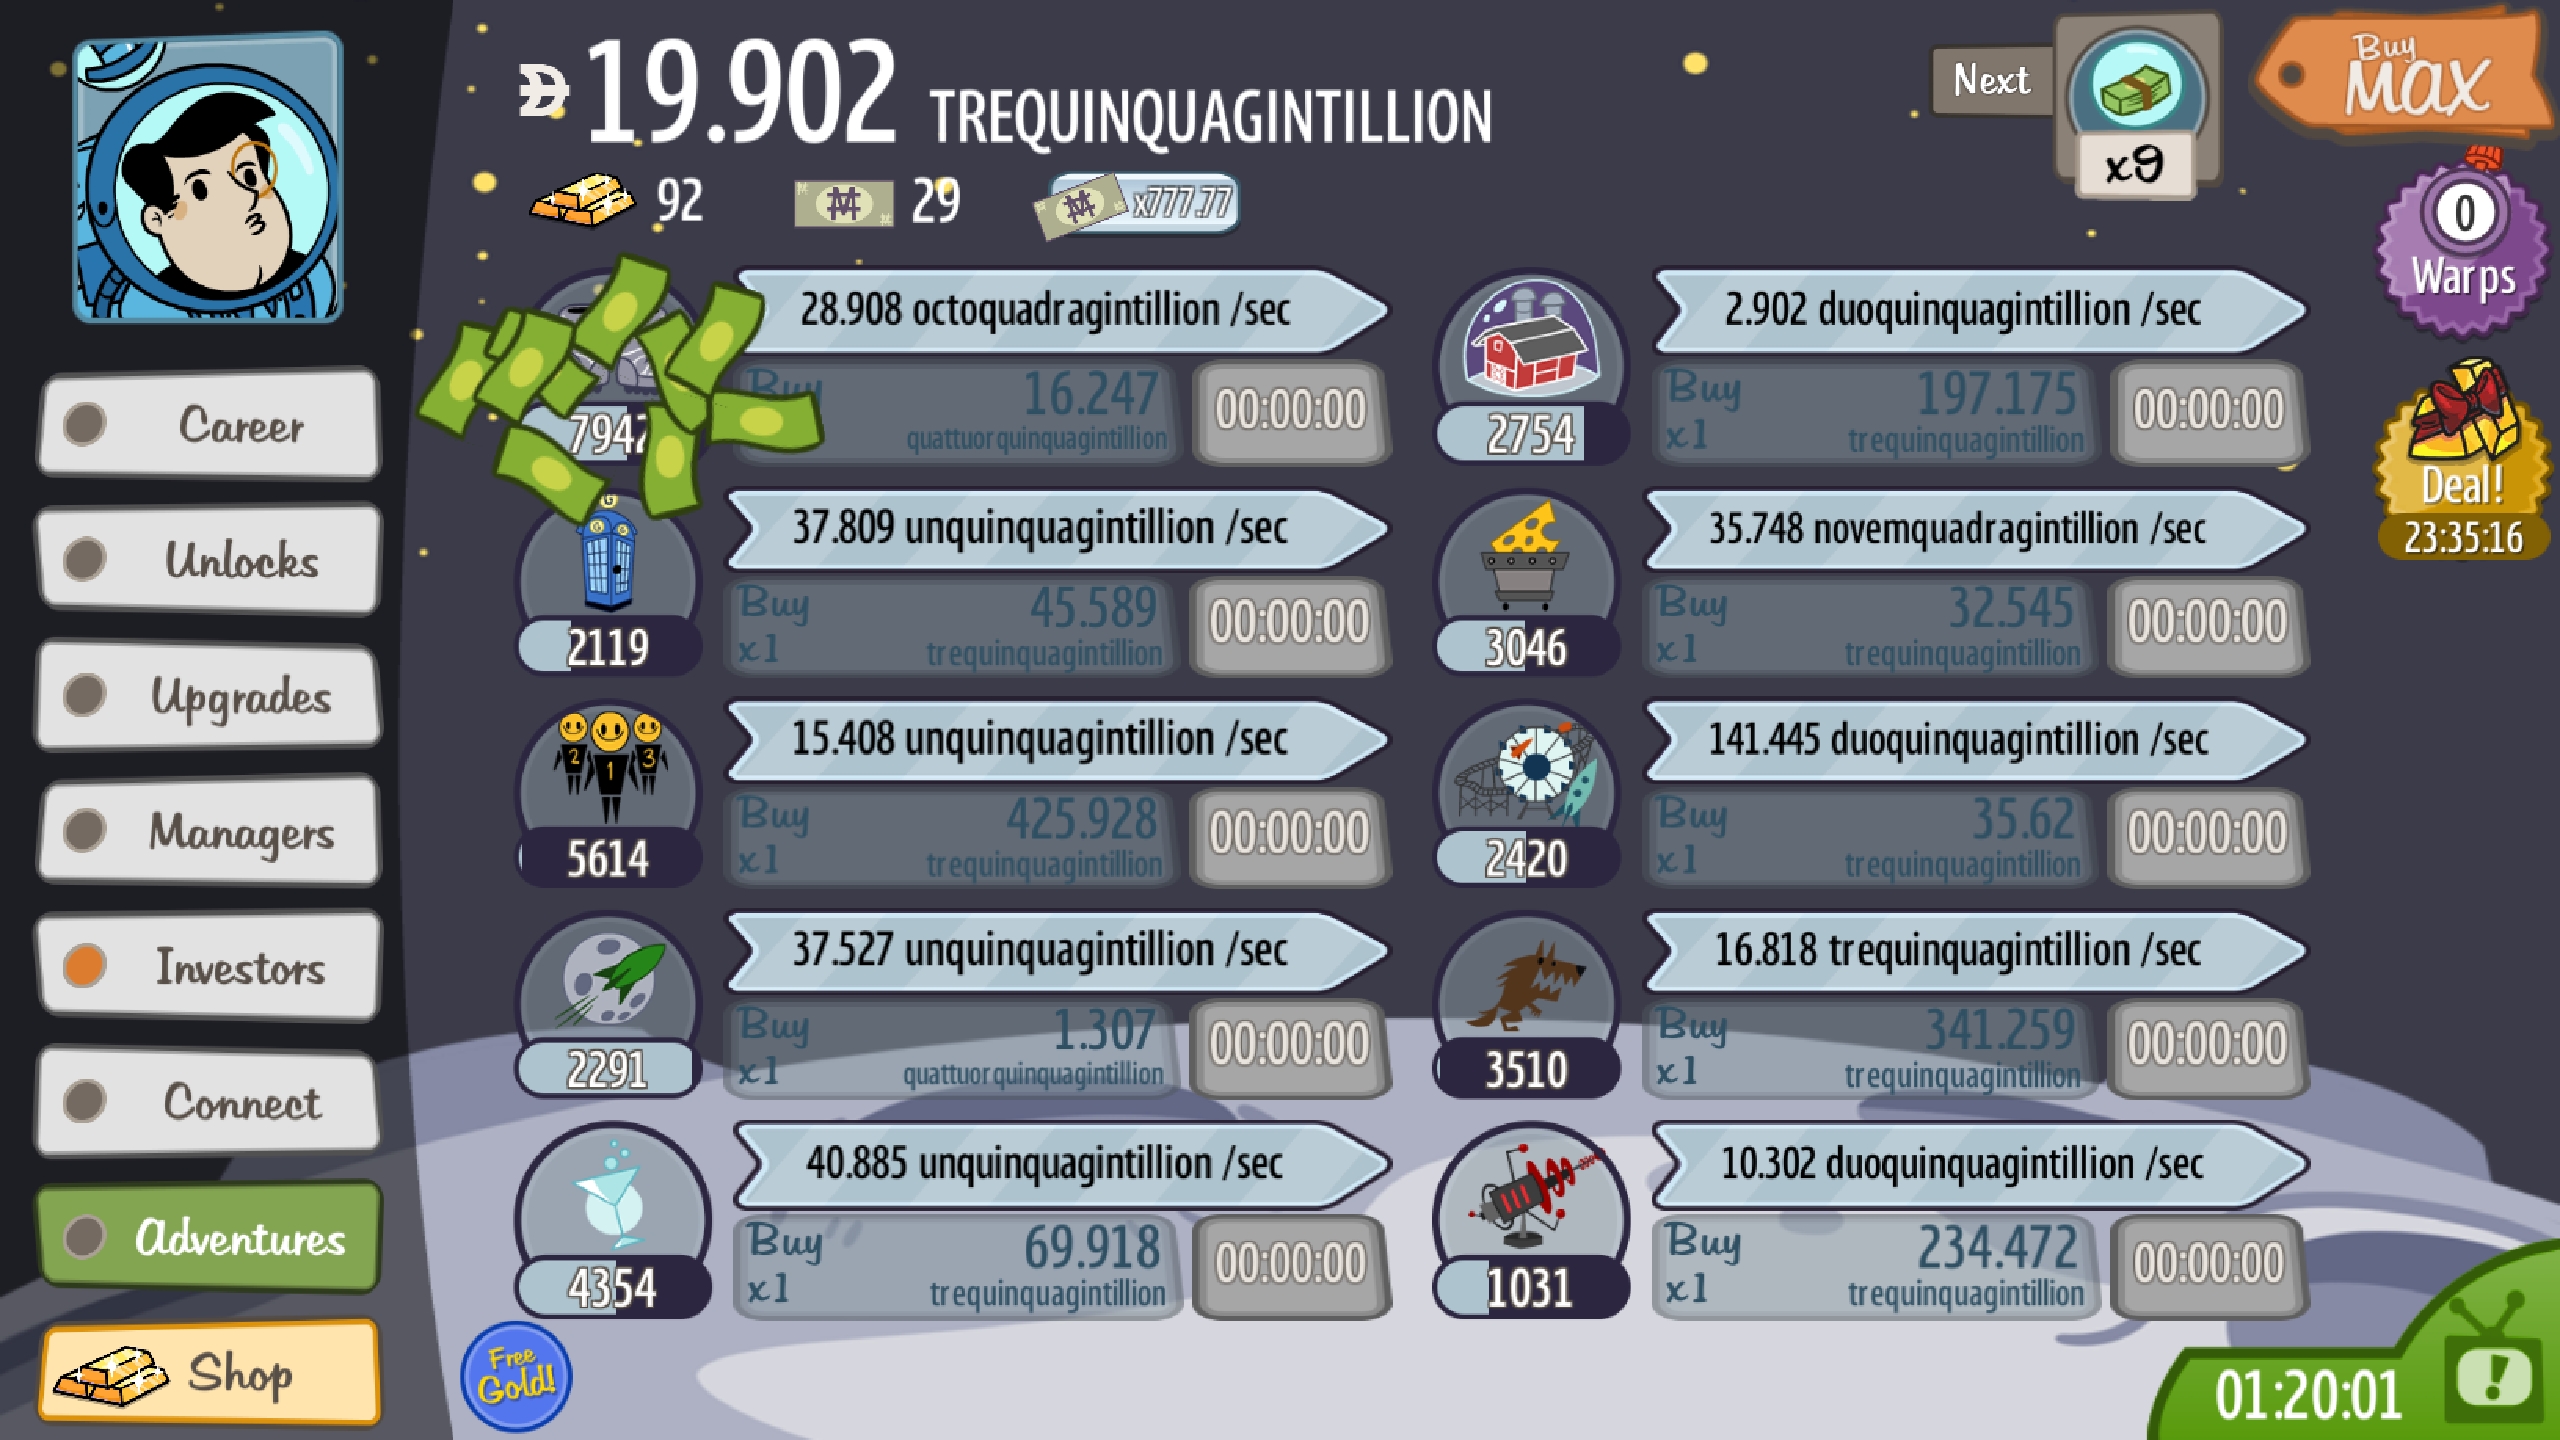 19.902 TREQUINQUAGINTILLION
92
29
x777.77
Next
x9
Buy
MAX
0
Warps
Deal!
23:35:16
Career
Unlocks
Upgrades
Managers
Investors
Connect
Adventures
Shop
28.908 octoquadragintillion /sec
Buy
16.247
quattuorquinquagintillion
00:00:00
7942
37.809 unquinquagintillion /sec
Buy
x1
45.589
trequinquagintillion
00:00:00
2119
2
1
3
15.408 unquinquagintillion /sec
Buy
x1
425.928
trequinquagintillion
00:00:00
5614
37.527 unquinquagintillion /sec
Buy
x1
1.307
quattuorquinquagintillion
00:00:00
2291
40.885 unquinquagintillion /sec
Buy
x1
69.918
trequinquagintillion
00:00:00
4354
2.902 duoquinquagintillion /sec
Buy
x1
197.175
trequinquagintillion
00:00:00
2754
35.748 novemquadragintillion /sec
Buy
x1
32.545
trequinquagintillion
00:00:00
3046
141.445 duoquinquagintillion /sec
Buy
x1
35.62
trequinquagintillion
00:00:00
2420
16.818 trequinquagintillion /sec
Buy
x1
341.259
trequinquagintillion
00:00:00
3510
10.302 duoquinquagintillion /sec
Buy
x1
234.472
trequinquagintillion
00:00:00
1031
Free
Gold!
01:20:01